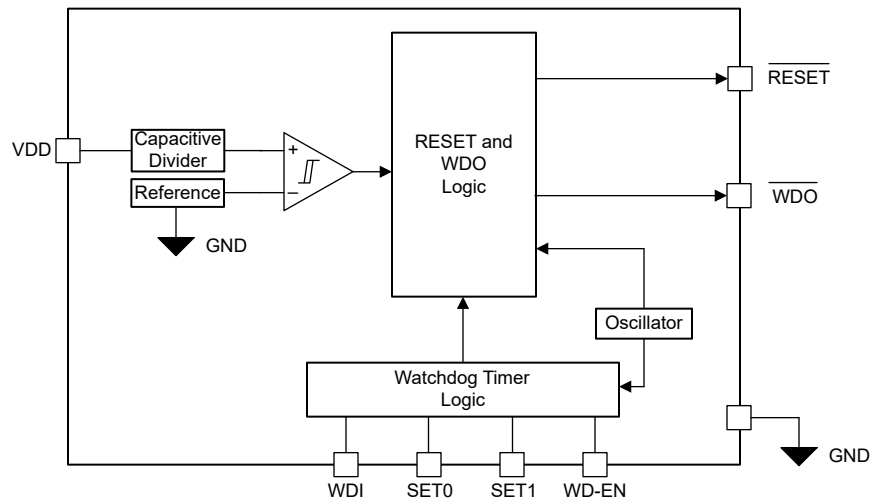 VDD
Capacitive
Divider
Reference
GND
+
−
RESET and
WDO
Logic
RESET
WDO
Oscillator
Watchdog Timer
Logic
WDI
SET0
SET1
WD-EN
GND